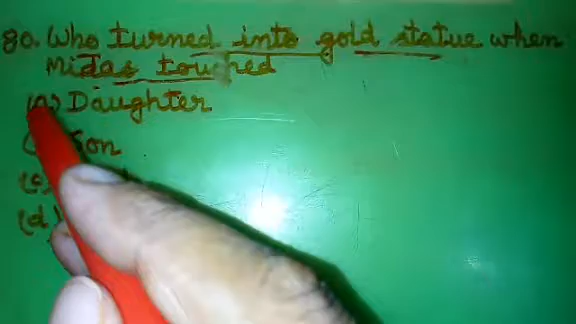 80. Who turned into gold statue when
Midas touched
(a) Daughter
Son
(c)
(d)